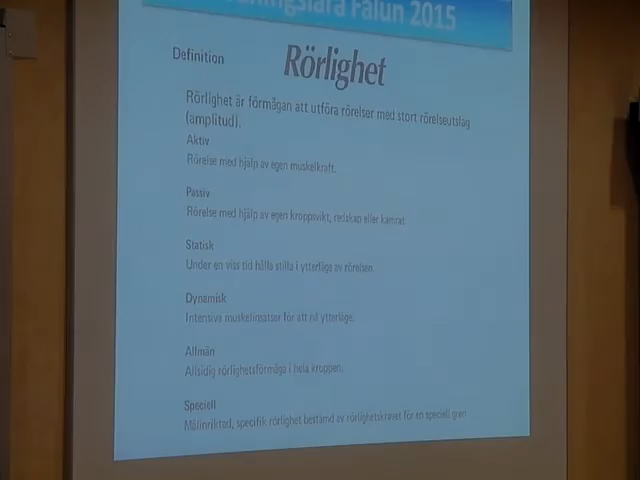 Falun 2015
Definition
Rörlighet
Rörlighet är förmågan att utföra rörelser med stort rörelseutslag
(amplitud).
Aktiv
Rörelse med hjälp av egen muskelkraft.
Passiv
Rörelse med hjälp av egen kroppsvikt, redskap eller kamrat.
Statisk
Under en viss tid hålla stilla i ytterläge av rörelsen.
Dynamisk
Intensiva muskelinsatser för att nå ytterläge.
Allmän
Allsidig rörlighetsförmåga i hela kroppen.
Speciell
Målinriktad, specifik rörlighet bestämd av rörlighetskravet för en speciell gren